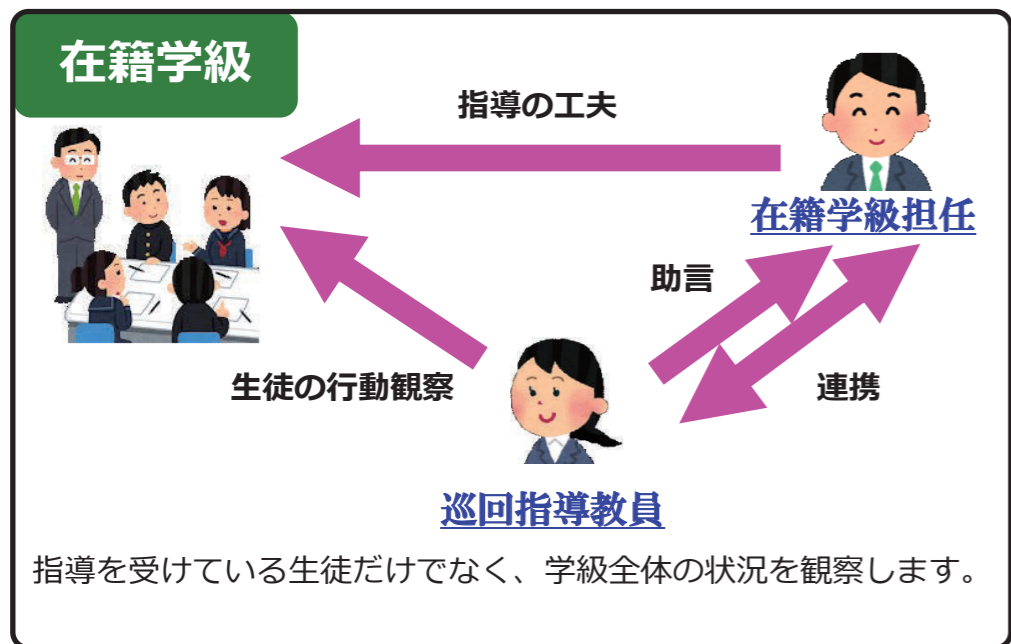 在籍学級
指導の工夫
在籍学級担任
助言
生徒の行動観察
連携
巡回指導教員
指導を受けている生徒だけでなく、学級全体の状況を観察します。